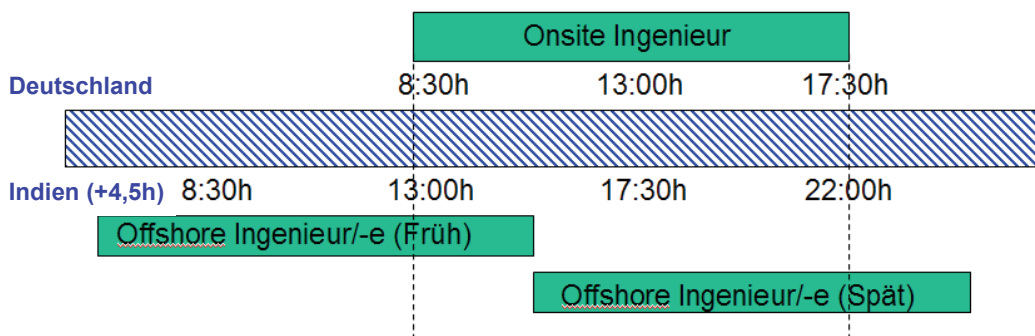 Onsite Ingenieur
Deutschland 8:30h 13:00h 17:30h
Indien (+4,5h) 8:30h 13:00h 17:30h 22:00h
Offshore Ingenieur/-e (Früh)
Offshore Ingenieur/-e (Spät)